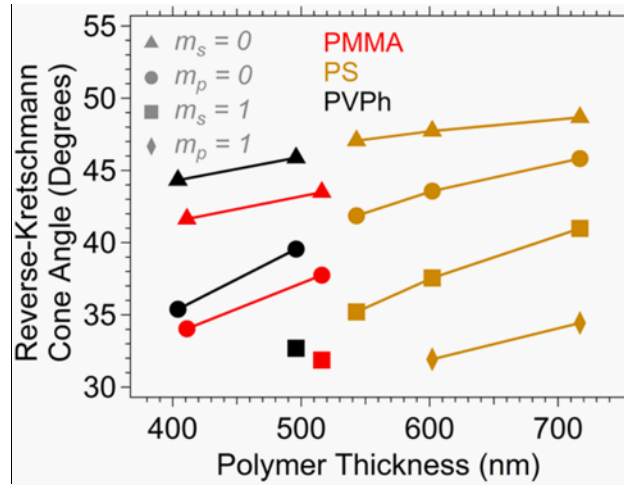 55
50
45
40
35
30
Reverse-Kretschmann
Cone Angle (Degrees)
m_s = 0
m_p = 0
m_s = 1
m_p = 1
PMMA
PS
PVPh
400
500
600
700
Polymer Thickness (nm)